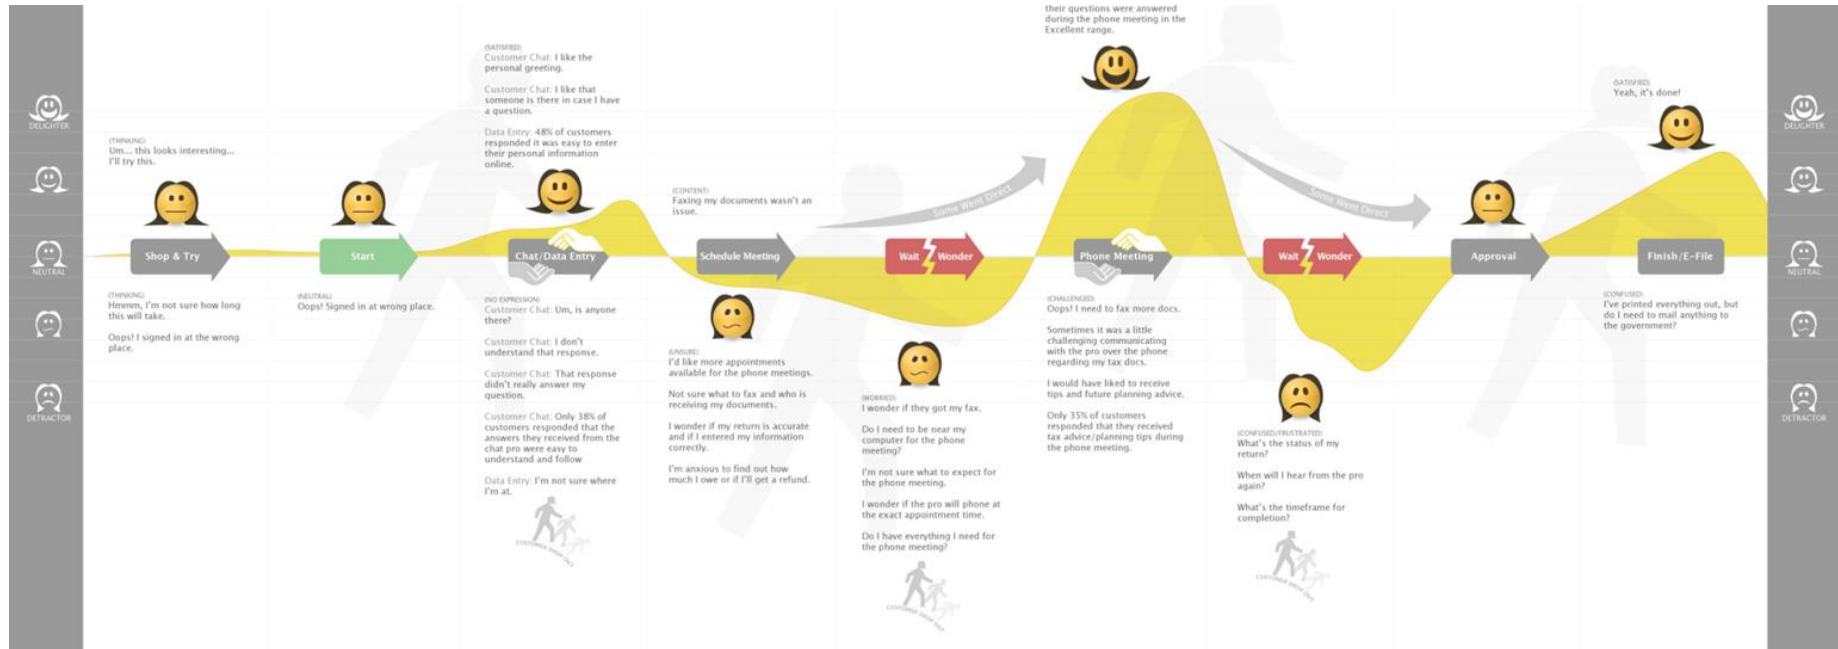 DELIGHTER
NEUTRAL
DETRACTOR
(THINKING)
Um... this looks interesting...
I'll try this.
Shop & Try
(THINKING)
Hmmm, I'm not sure how long
this will take.
Oops! I signed in at the wrong
place.
Start
(NEUTRAL)
Oops! Signed in at wrong place.
(SATISFIED)
Customer Chat: I like the
personal greeting.
Customer Chat: I like that
someone is there in case I have
a question.
Data Entry: 48% of customers
responded it was easy to enter
their personal information
online.
Chat/Data Entry
(NO EXPRESSION)
Customer Chat: Um, is anyone
there?
Customer Chat: I don't
understand that response.
Customer Chat: That response
didn't really answer my
question.
Customer Chat: Only 38% of
customers responded that the
answers they received from the
chat pro were easy to
understand and follow
Data Entry: I'm not sure where
I'm at.
CUSTOMER DROP OUT
(CONTENT)
Faxing my documents wasn't an
issue.
Schedule Meeting
(UNSURE)
I'd like more appointments
available for the phone meetings.
Not sure what to fax and who is
receiving my documents.
I wonder if my return is accurate
and if I entered my information
correctly.
I'm anxious to find out how
much I owe or if I'll get a refund.
Some Went Direct
Wait Wonder
(WORRIED)
I wonder if they got my fax.
Do I need to be near my
computer for the phone
meeting?
I'm not sure what to expect for
the phone meeting.
I wonder if the pro will phone at
the exact appointment time.
Do I have everything I need for
the phone meeting?
CUSTOMER DROP OUT
their questions were answered
during the phone meeting in the
Excellent range.
Phone Meeting
(CHALLENGED)
Oops! I need to fax more docs.
Sometimes it was a little
challenging communicating
with the pro over the phone
regarding my tax docs.
I would have liked to receive
tips and future planning advice.
Only 35% of customers
responded that they received
tax advice/planning tips during
the phone meeting.
Some Went Direct
Wait Wonder
(CONFUSED/FRUSTRATED)
What's the status of my
return?
When will I hear from the pro
again?
What's the timeframe for
completion?
CUSTOMER DROP OUT
Approval
(SATISFIED)
Yeah, it's done!
Finish/E-File
(CONFUSED)
I've printed everything out, but
do I need to mail anything to
the government?
DELIGHTER
NEUTRAL
DETRACTOR